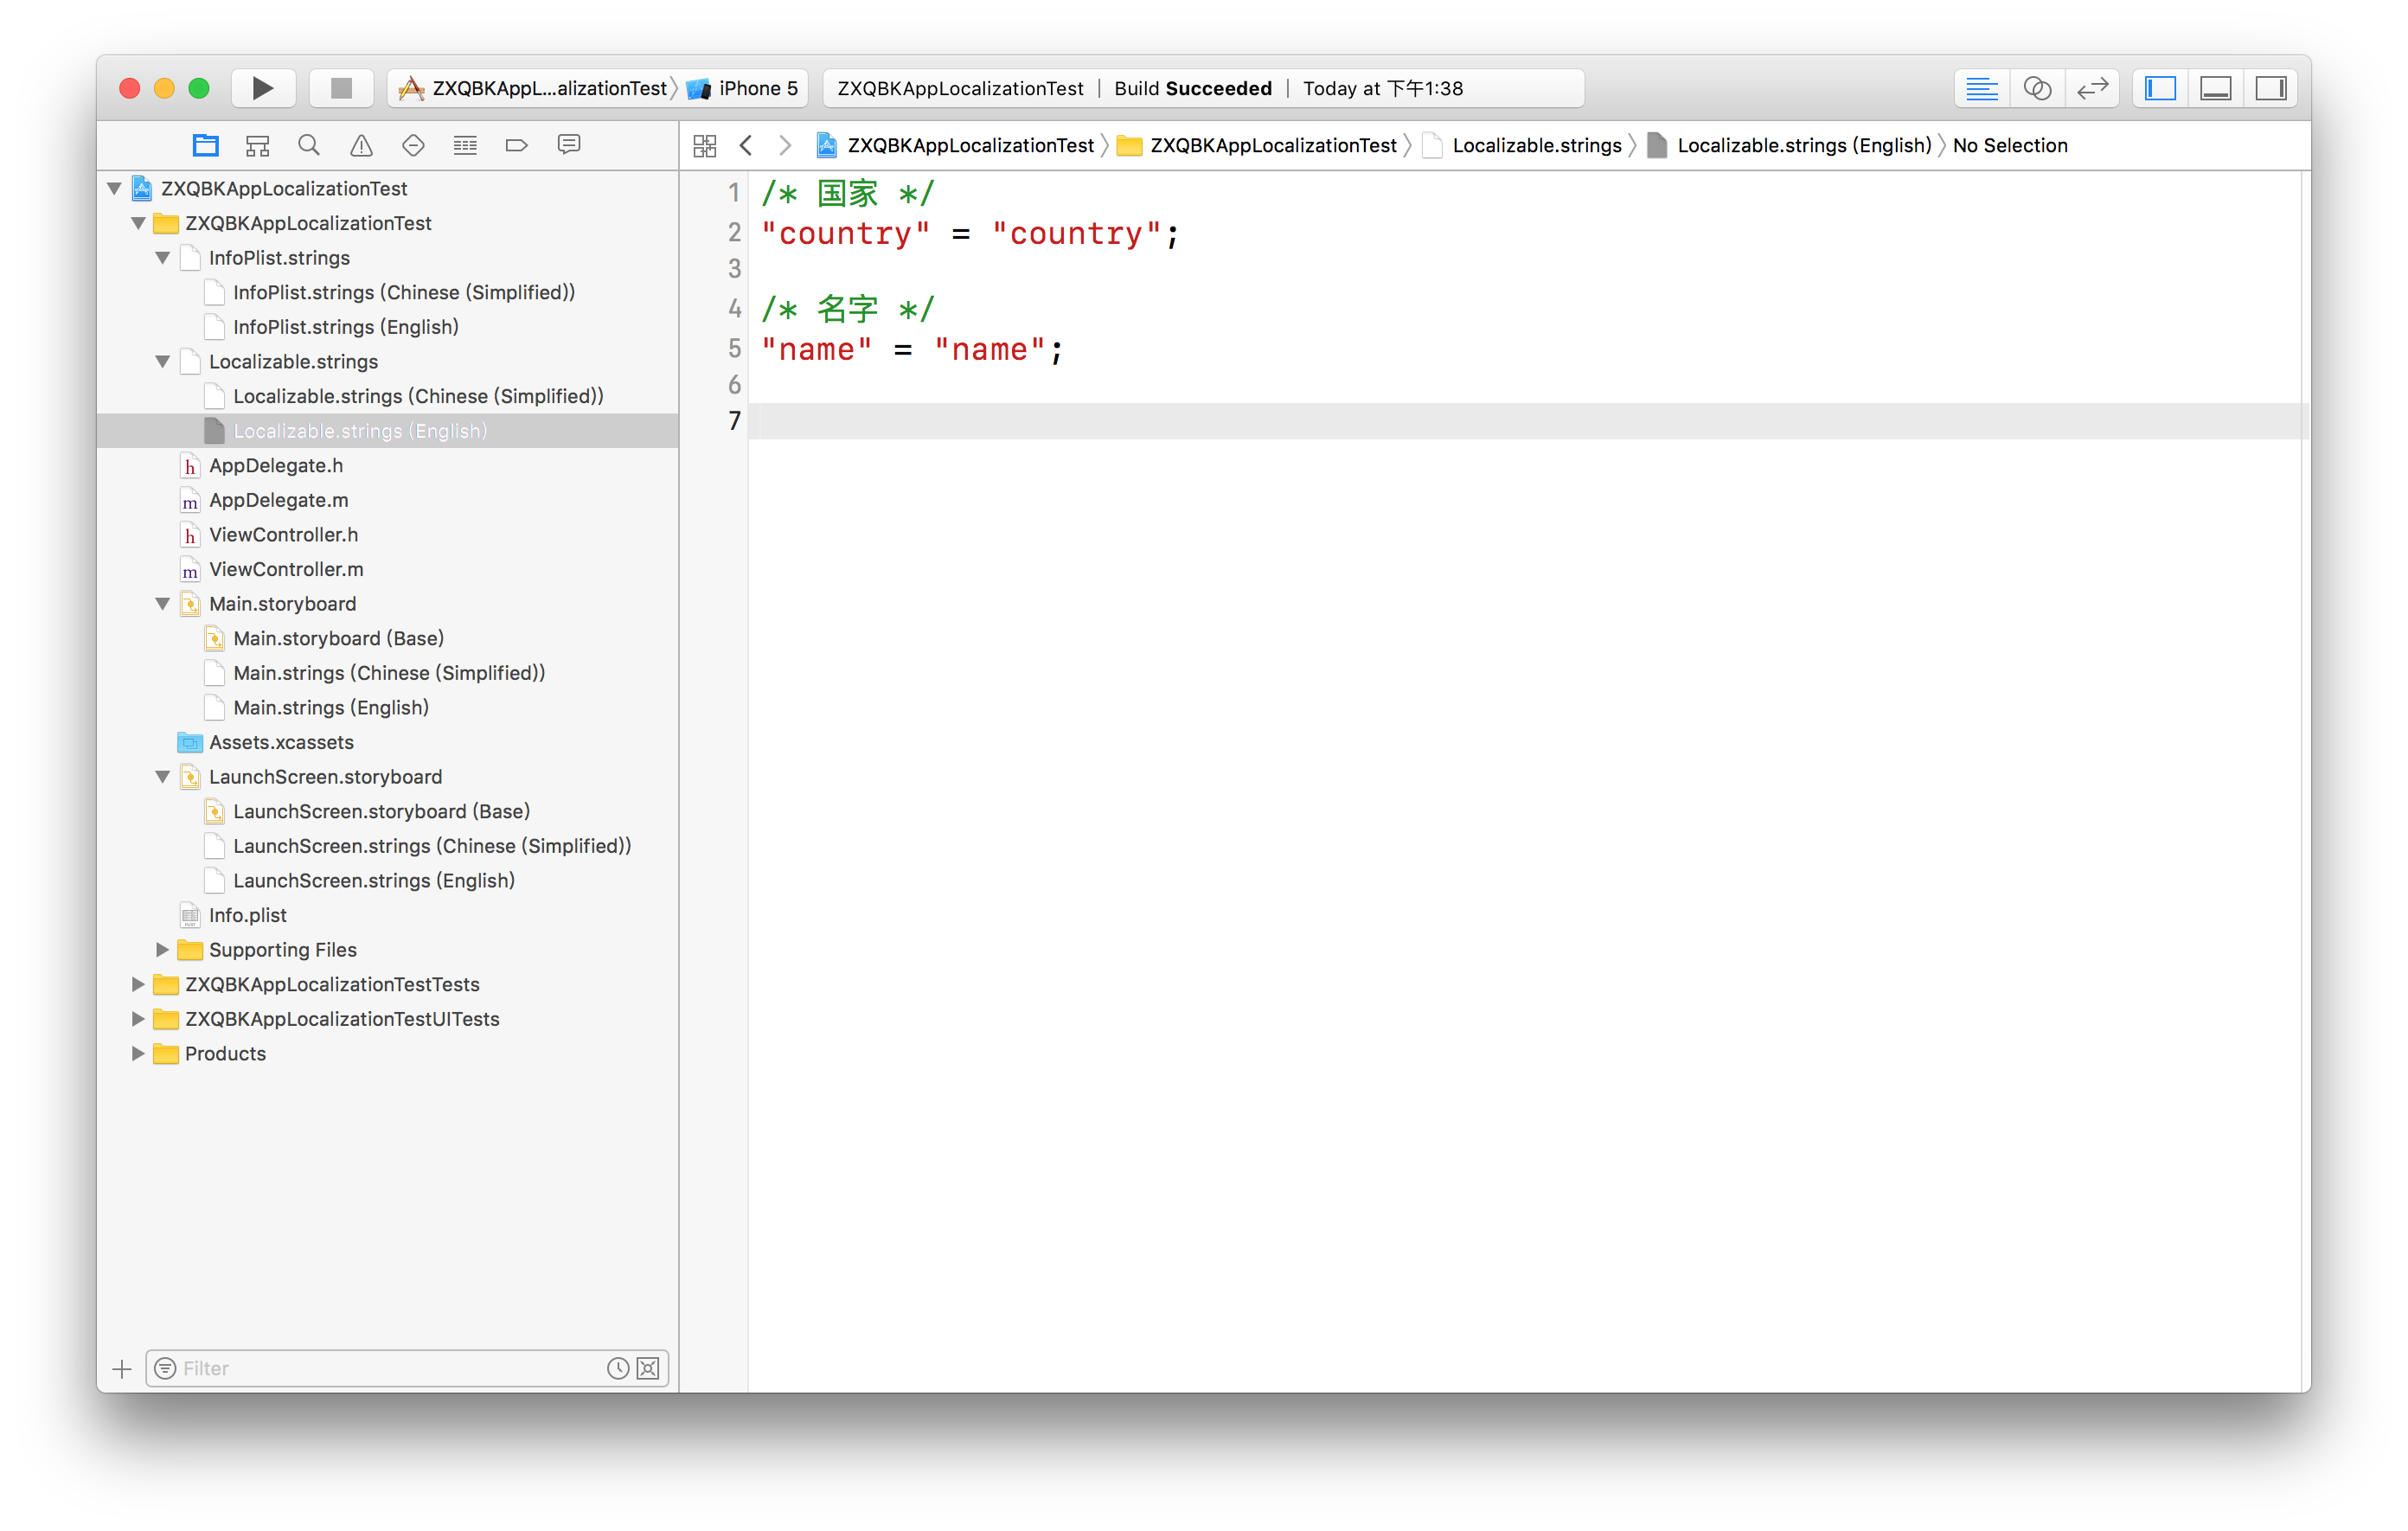 ZXQBKAppL...alizationTest iPhone 5
ZXQBKAppLocalizationTest | Build Succeeded | Today at 下午1:38
ZXQBKAppLocalizationTest ZXQBKAppLocalizationTest Localizable.strings Localizable.strings (English) No Selection
ZXQBKAppLocalizationTest
ZXQBKAppLocalizationTest
InfoPlist.strings
InfoPlist.strings (Chinese (Simplified))
InfoPlist.strings (English)
Localizable.strings
Localizable.strings (Chinese (Simplified))
Localizable.strings (English)
h AppDelegate.h
m AppDelegate.m
h ViewController.h
m ViewController.m
Main.storyboard
Main.storyboard (Base)
Main.strings (Chinese (Simplified))
Main.strings (English)
Assets.xcassets
LaunchScreen.storyboard
LaunchScreen.storyboard (Base)
LaunchScreen.strings (Chinese (Simplified))
LaunchScreen.strings (English)
Info.plist
Supporting Files
ZXQBKAppLocalizationTestTests
ZXQBKAppLocalizationTestUITests
Products
Filter
1 /* 国家 */
2 "country" = "country";
3
4 /* 名字 */
5 "name" = "name";
6
7